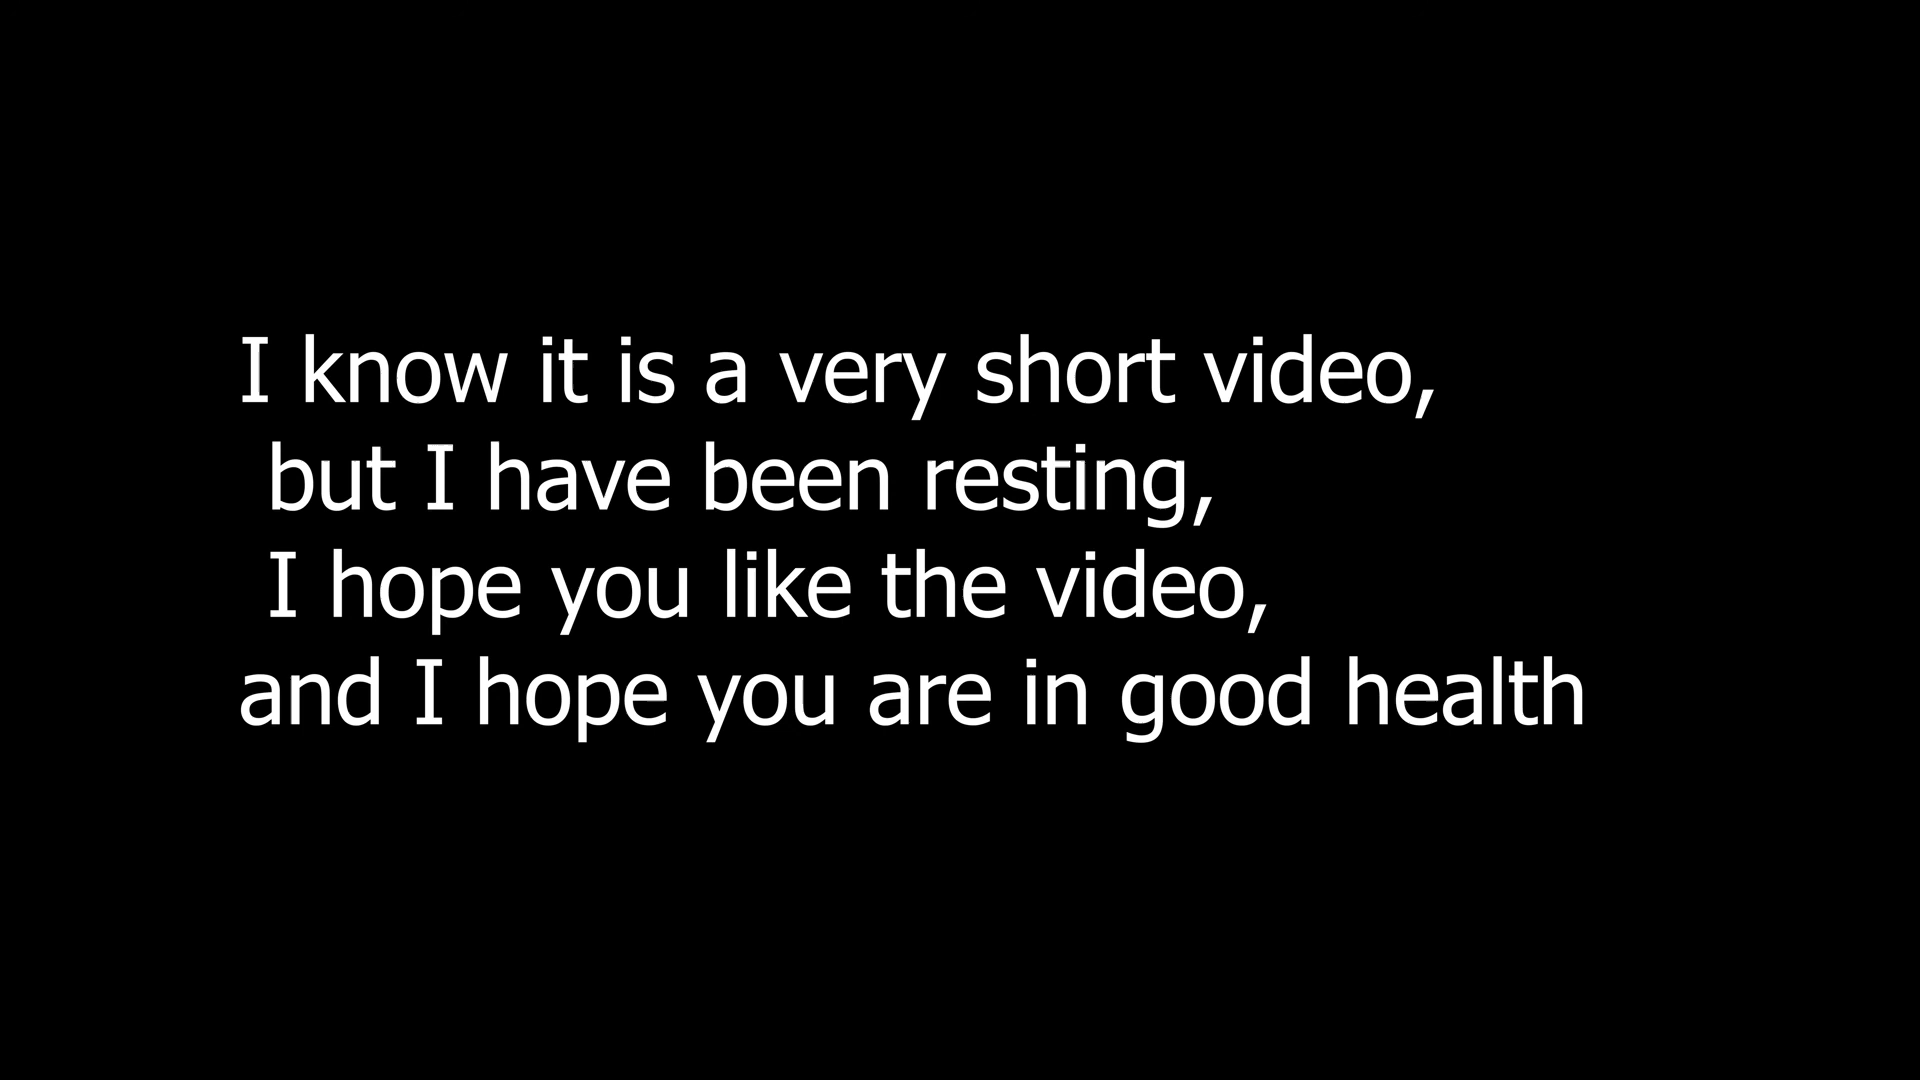 I know it is a very short video,
but I have been resting,
I hope you like the video,
and I hope you are in good health